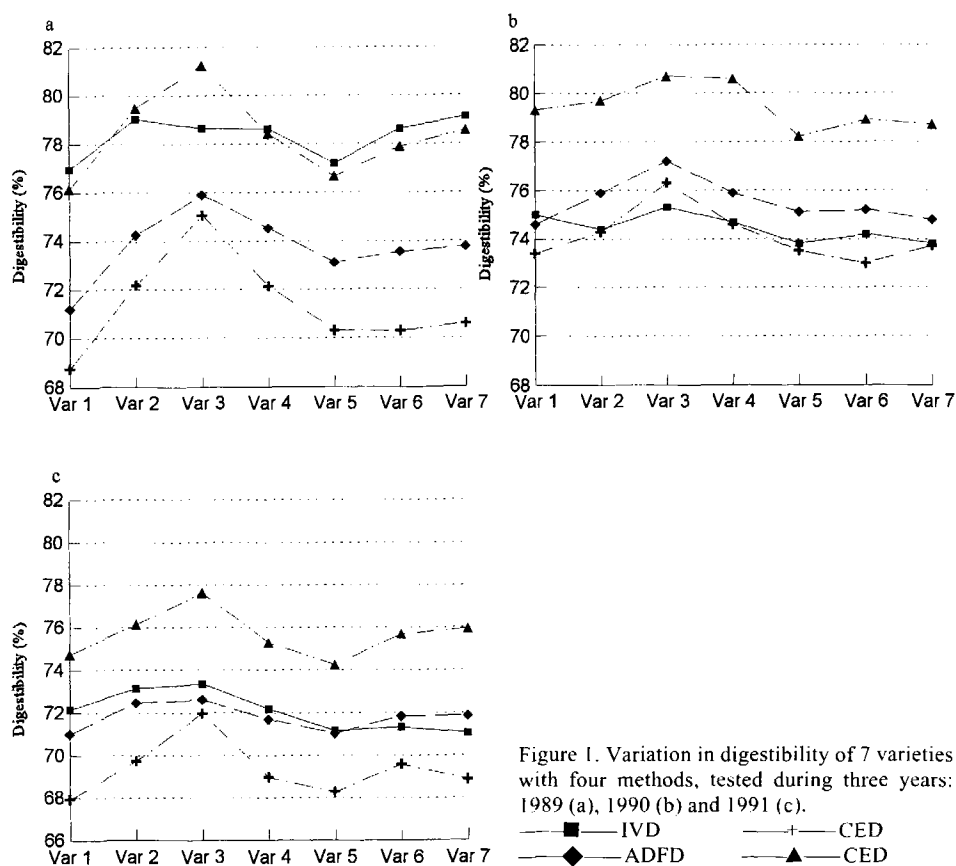 a
82
80
78
76
74
72
70
68
Digestibility (%)
Var 1 Var 2 Var 3 Var 4 Var 5 Var 6 Var 7
b
82
80
78
76
74
72
70
68
Digestibility (%)
Var 1 Var 2 Var 3 Var 4 Var 5 Var 6 Var 7
c
82
80
78
76
74
72
70
68
66
Digestibility (%)
Var 1 Var 2 Var 3 Var 4 Var 5 Var 6 Var 7
Figure 1. Variation in digestibility of 7 varieties
with four methods, tested during three years:
1989 (a), 1990 (b) and 1991 (c).
IVD CED
ADFD CED